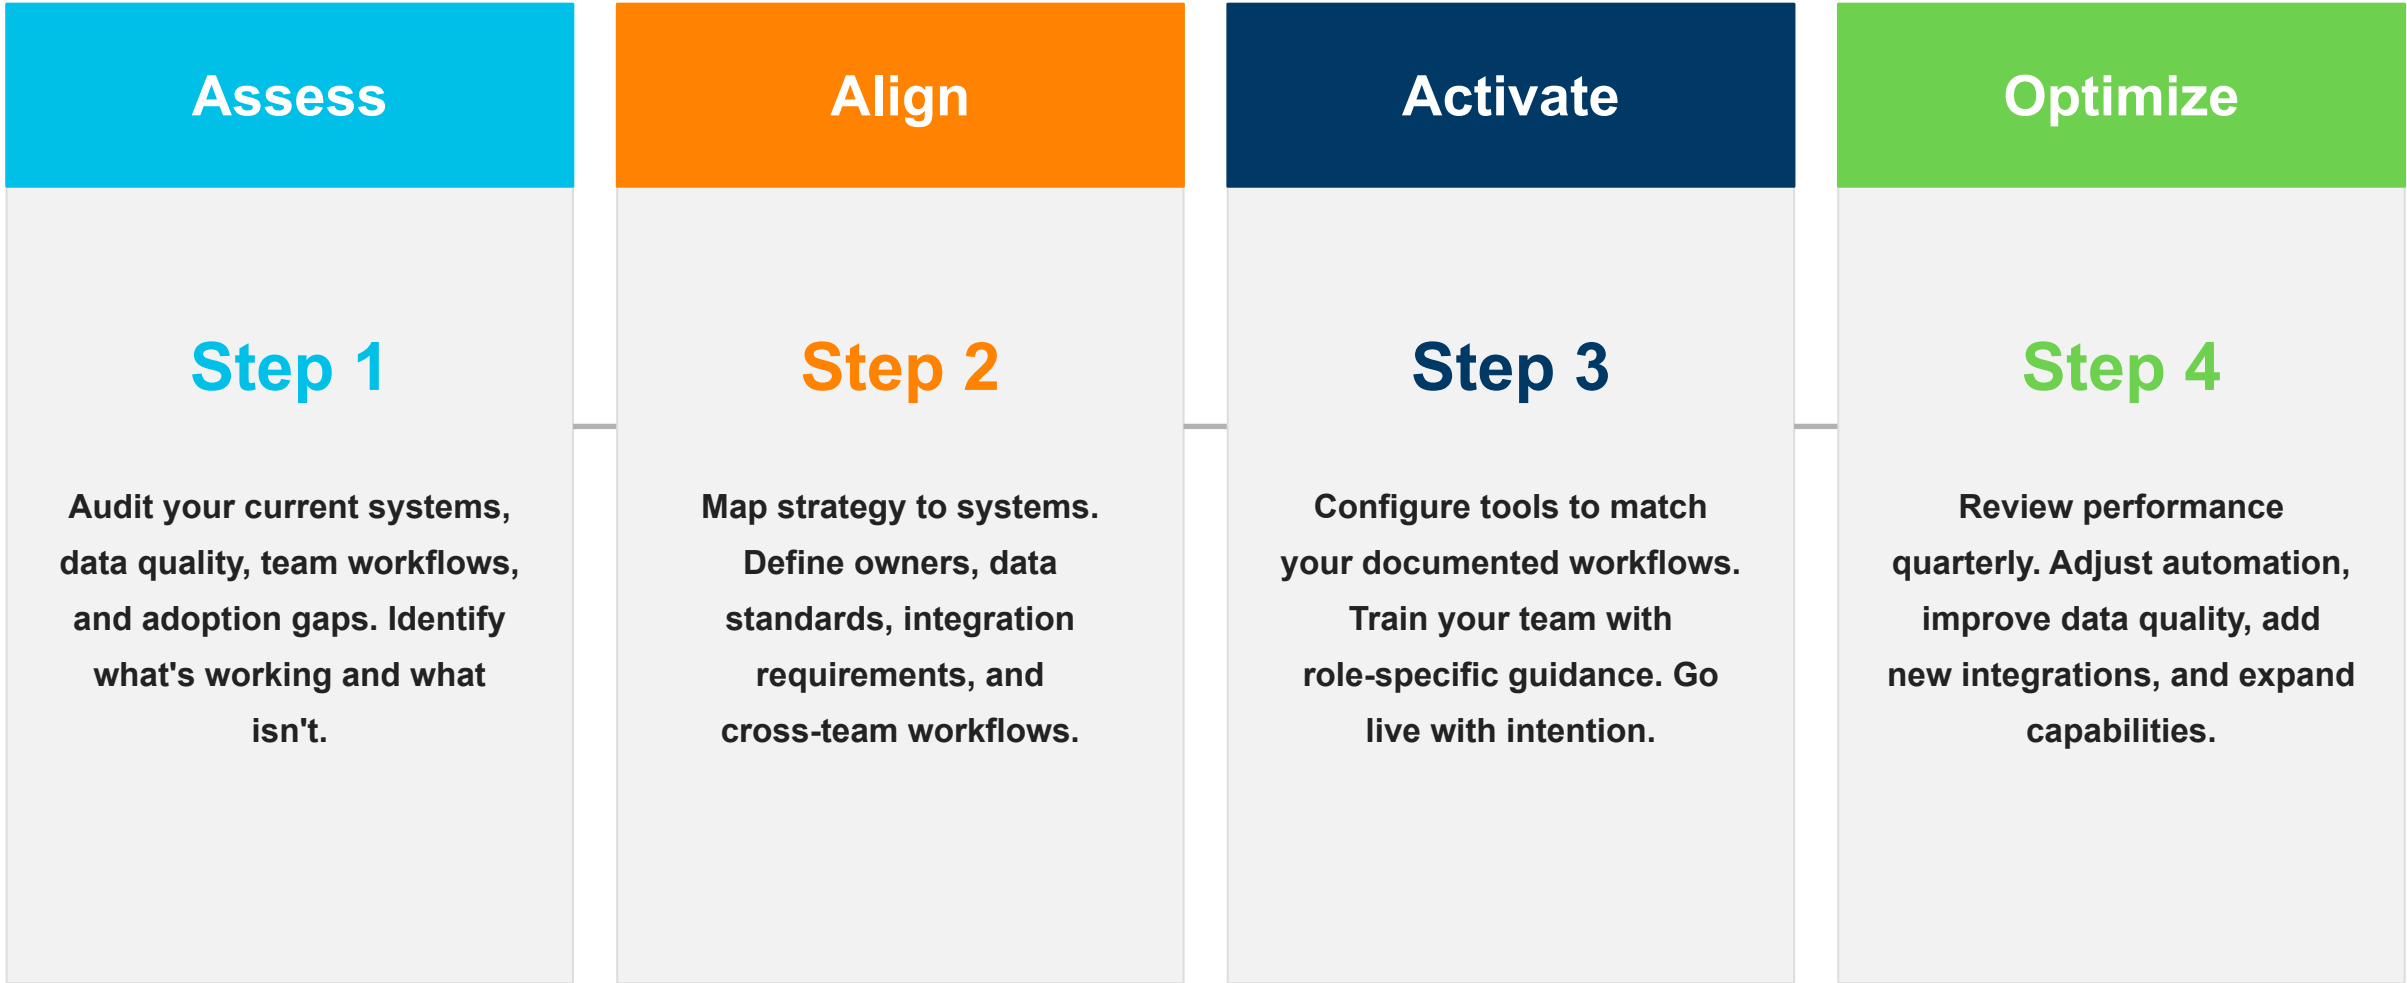 Assess
Step 1
Audit your current systems,
data quality, team workflows,
and adoption gaps. Identify
what's working and what
isn't.
Align
Step 2
Map strategy to systems.
Define owners, data
standards, integration
requirements, and
cross-team workflows.
Activate
Step 3
Configure tools to match
your documented workflows.
Train your team with
role-specific guidance. Go
live with intention.
Optimize
Step 4
Review performance
quarterly. Adjust automation,
improve data quality, add
new integrations, and expand
capabilities.